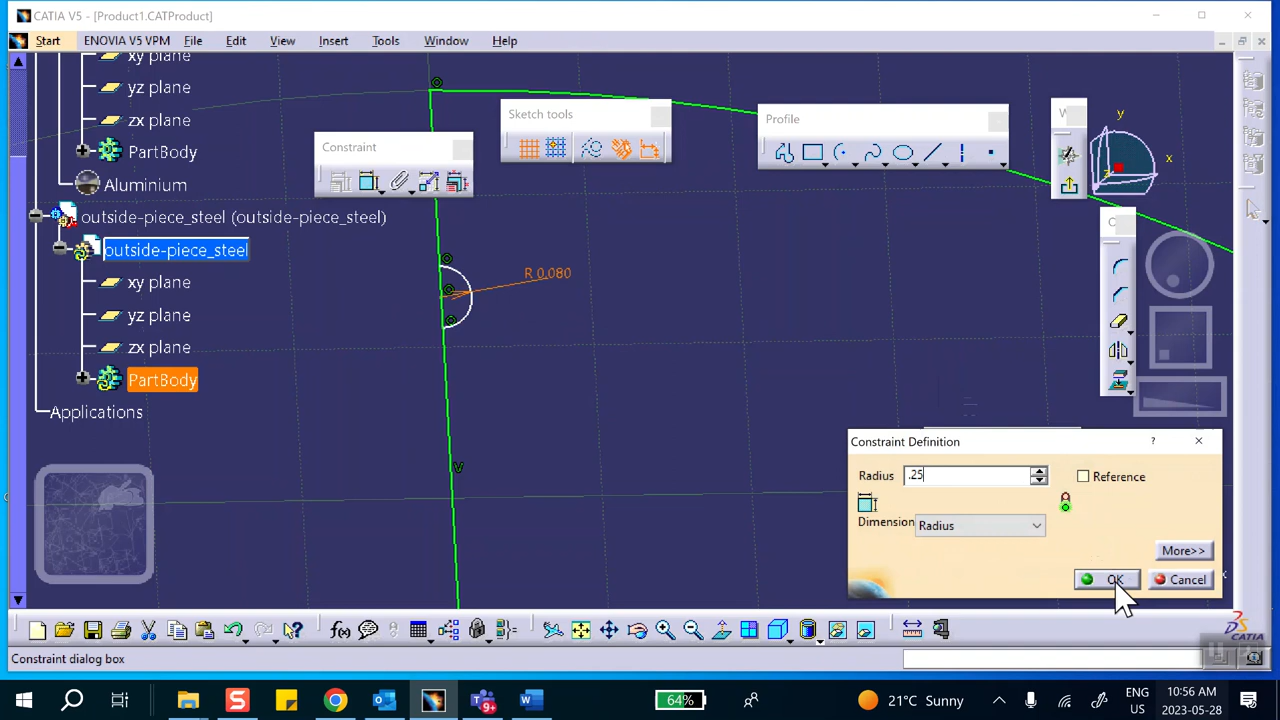 CATIA V5 - [Product1.CATProduct]
Start
ENOVIA V5 VPM
File
Edit
View
Insert
Tools
Window
Help
xy plane
yz plane
zx plane
PartBody
Aluminium
outside-piece_steel (outside-piece_steel)
outside-piece_steel
xy plane
yz plane
zx plane
PartBody
Applications
Constraint
Sketch tools
Profile
y
x
z
R 0.080
V
Constraint Definition
?
Radius
.25
Reference
Dimension
Radius
More>>
OK
Cancel
x
f(x)
CATIA
Constraint dialog box
9+
64%
21°C Sunny
ENG
US
10:56 AM
2023-05-28